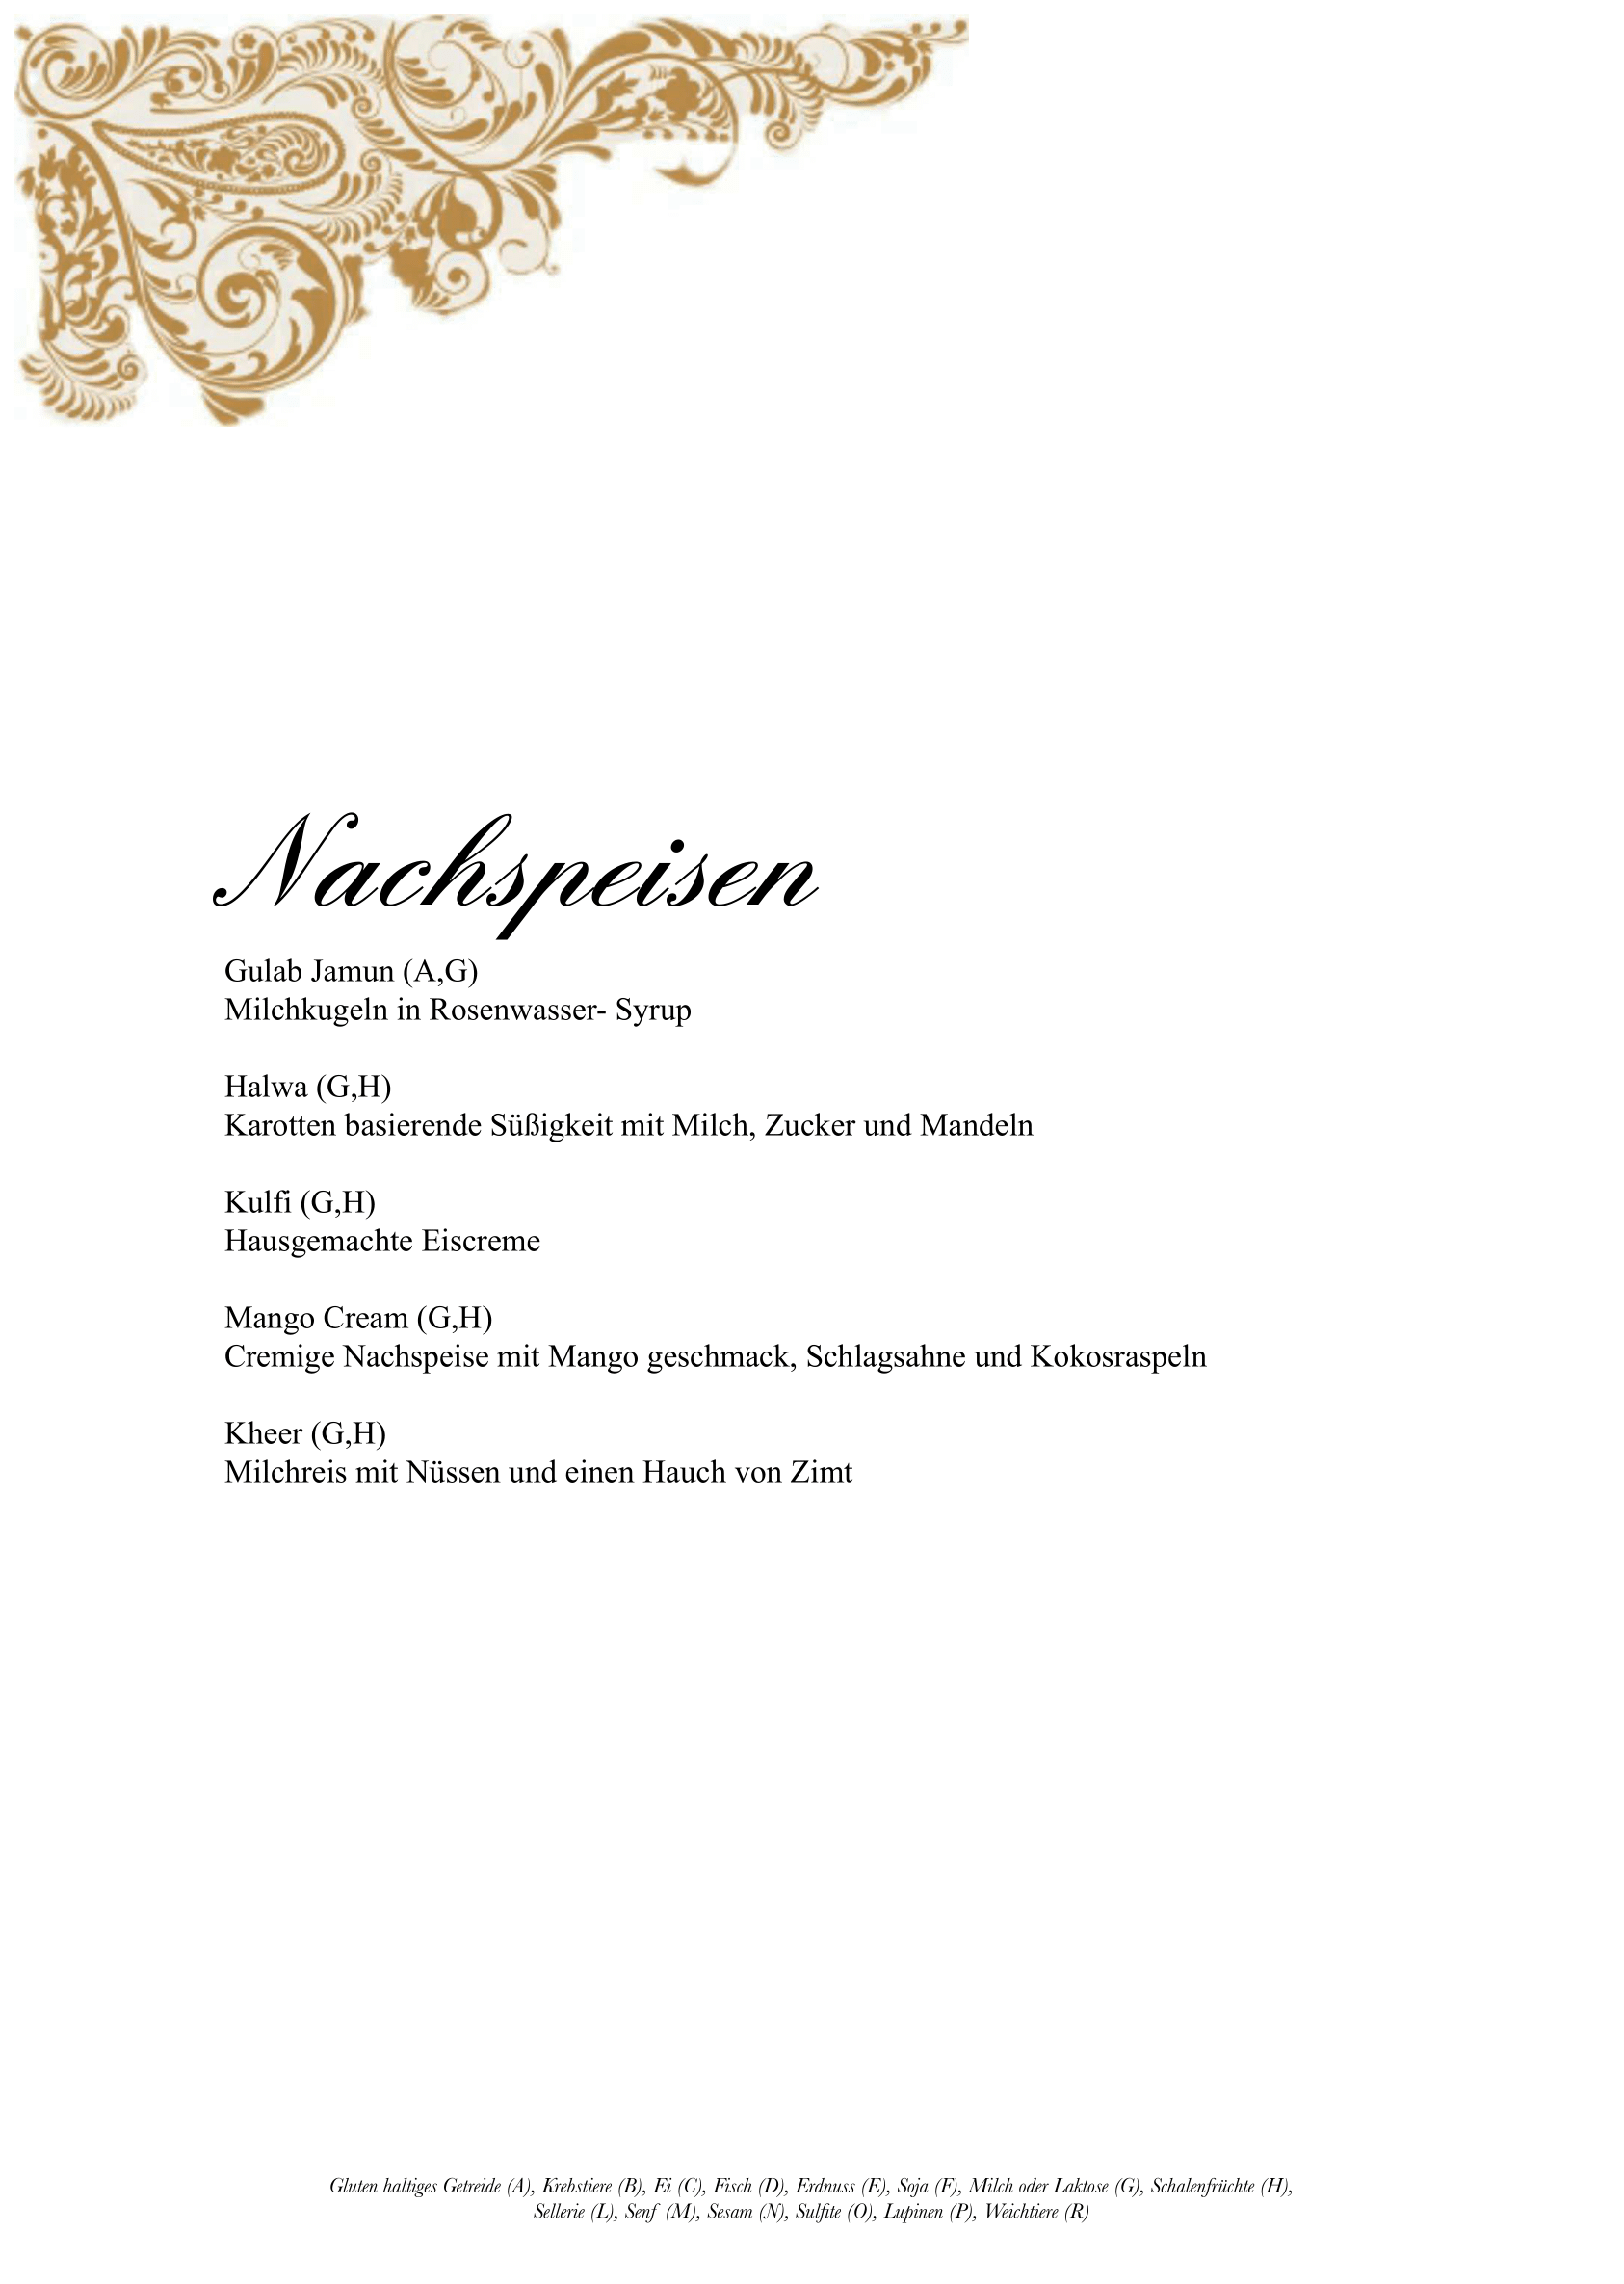 Nachspeisen
Gulab Jamun (A,G)
Milchkugeln in Rosenwasser- Syrup
Halwa (G,H)
Karotten basierende Süßigkeit mit Milch, Zucker und Mandeln
Kulfi (G,H)
Hausgemachte Eiscreme
Mango Cream (G,H)
Cremige Nachspeise mit Mango geschmack, Schlagsahne und Kokosraspeln
Kheer (G,H)
Milchreis mit Nüssen und einen Hauch von Zimt
Gluten haltiges Getreide (A), Krebstiere (B), Ei (C), Fisch (D), Erdnuss (E), Soja (F), Milch oder Laktose (G), Schalenfrüchte (H),
Sellerie (L), Senf (M), Sesam (N), Sulfite (O), Lupinen (P), Weichtiere (R)